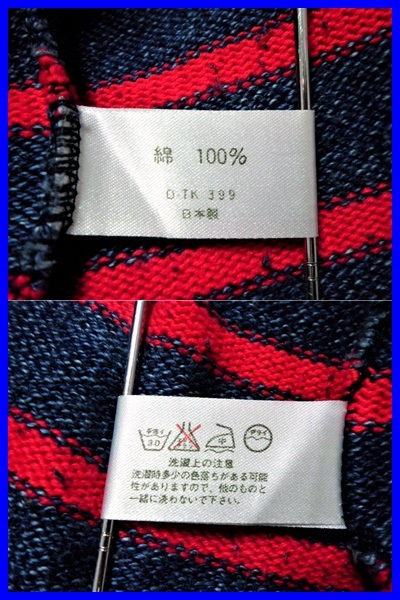 綿 100%
D-TK 399
日本製
手洗イ
30
中
ドライ
洗濯上の注意
洗濯時多少の色落ちがある可能
性がありますので、他のものと
一緒に洗わないで下さい。